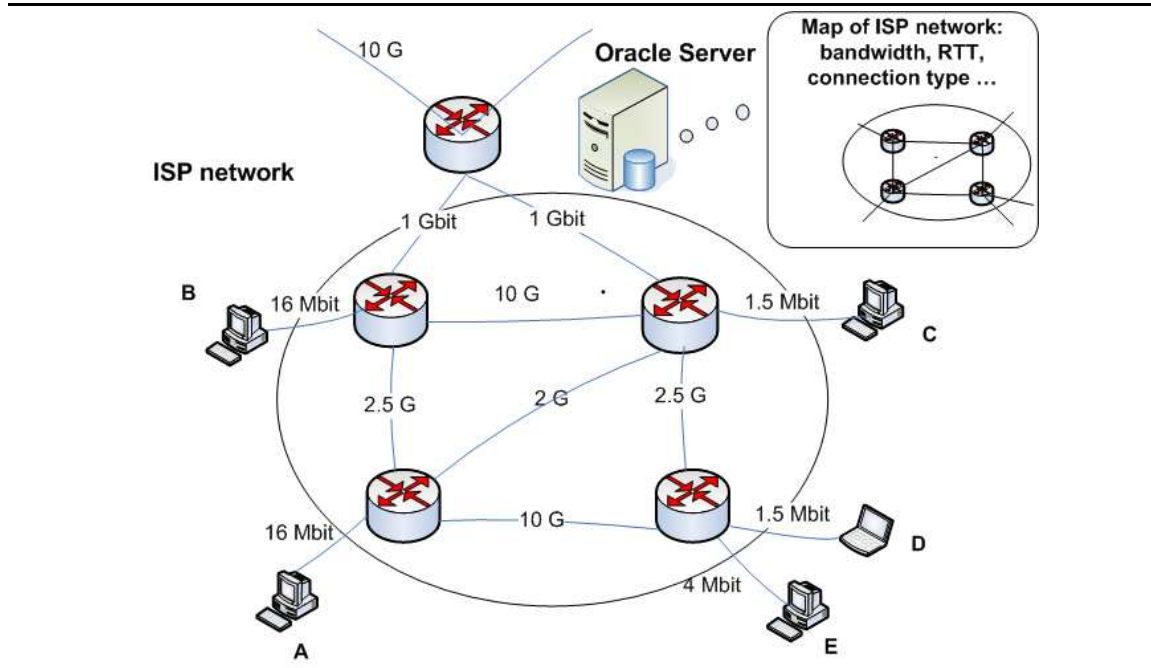 10 G
Oracle Server
Map of ISP network:
bandwidth, RTT,
connection type ...
ISP network
1 Gbit
1 Gbit
B
16 Mbit
10 G
1.5 Mbit
C
2.5 G
2 G
2.5 G
16 Mbit
10 G
1.5 Mbit
D
4 Mbit
A
E